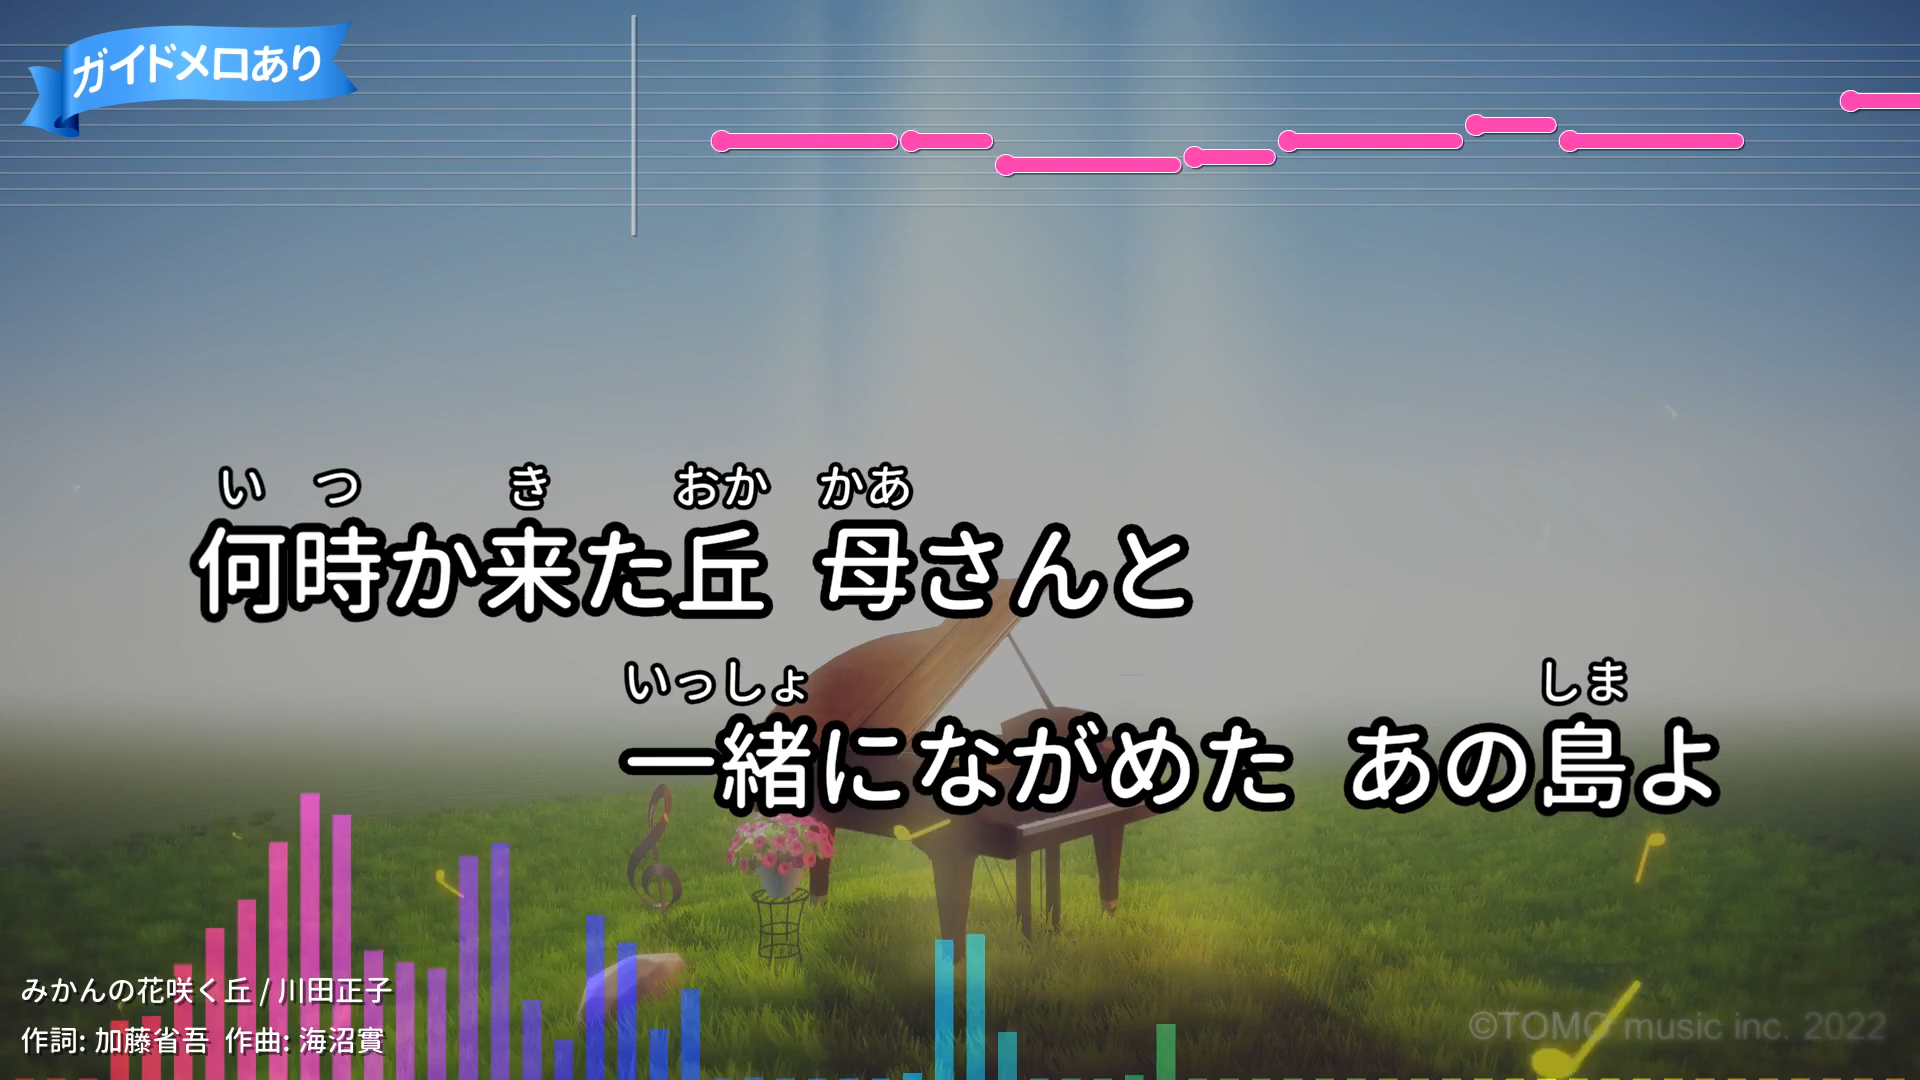 ガイドメロあり
いつ き おか かあ
何時か来た丘 母さんと
いっしょ しま
一緒にながめた あの島よ
みかんの花咲く丘 / 川田正子
作詞: 加藤省吾 作曲: 海沼實
©TOMO music inc. 2022